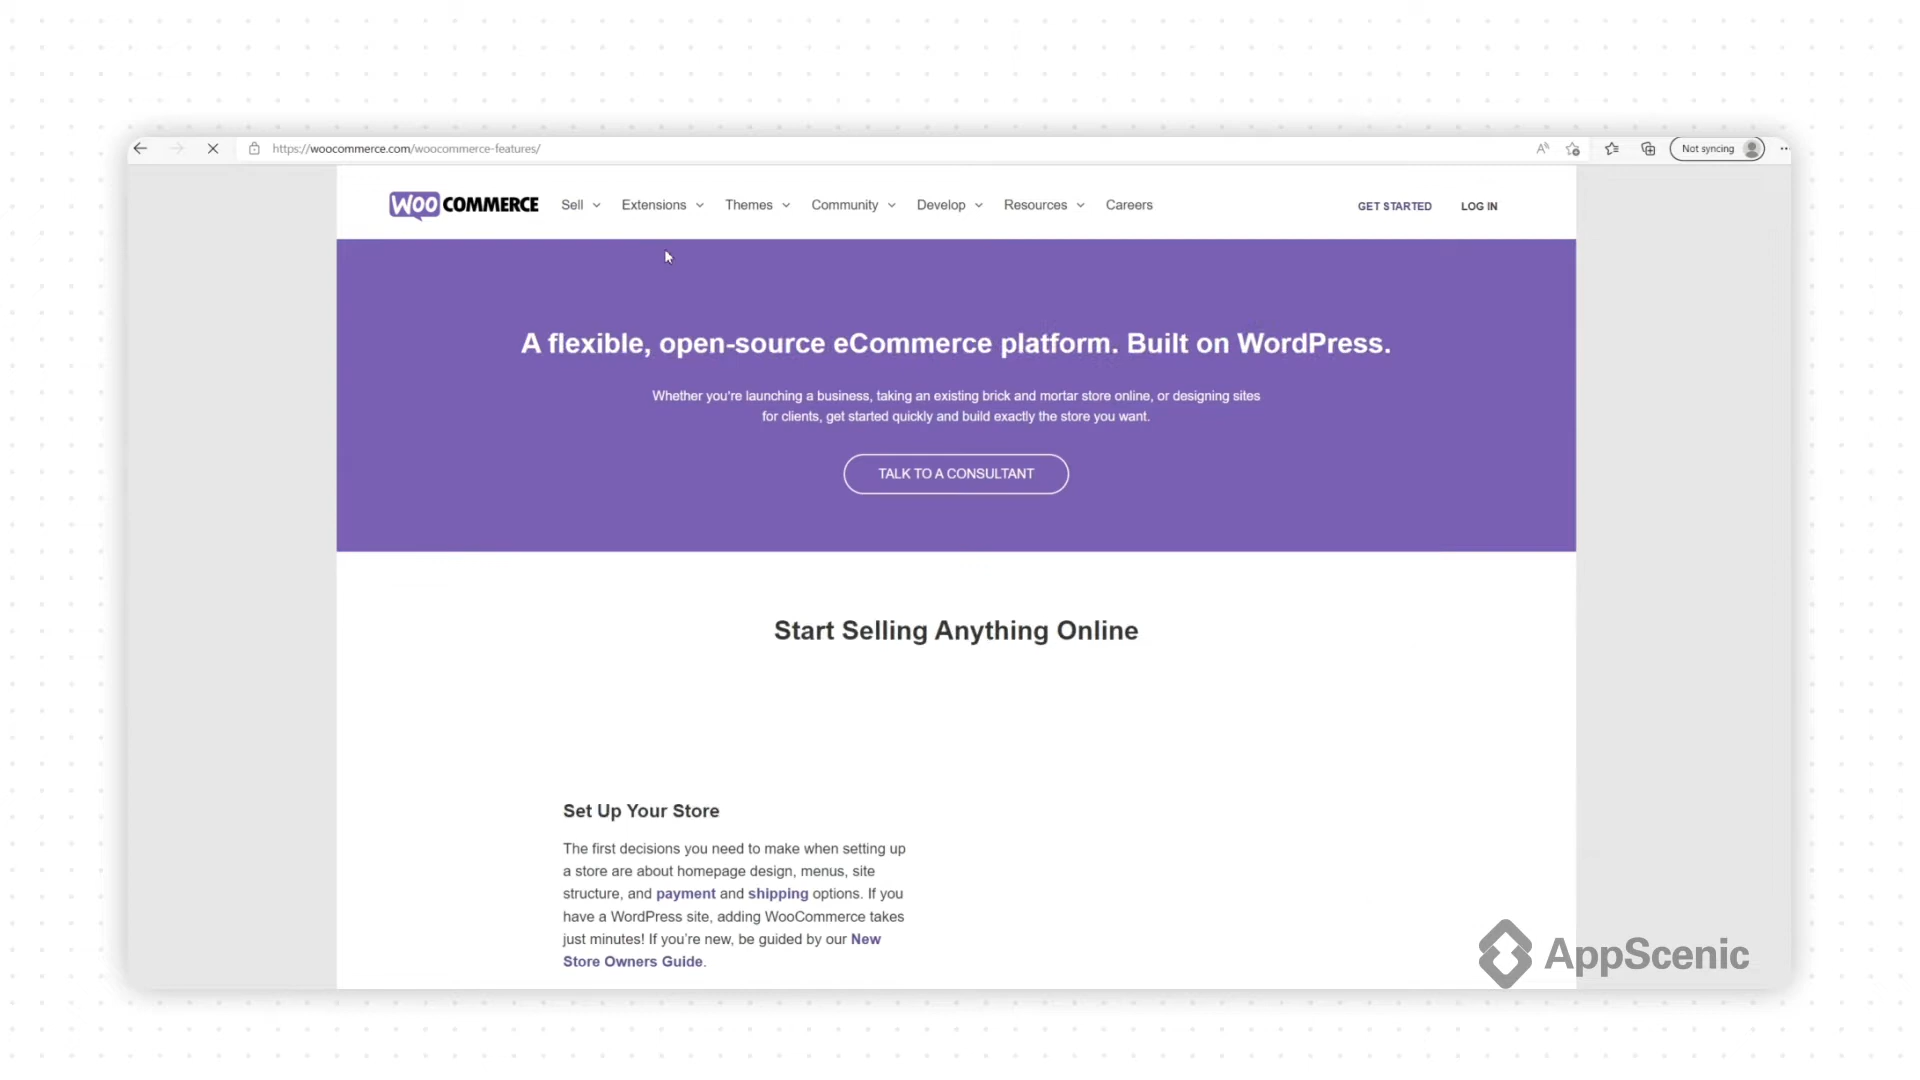 https://woocommerce.com/woocommerce-features/
Not syncing
WOOCOMMERCE Sell Extensions Themes Community Develop Resources Careers GET STARTED LOG IN
A flexible, open-source eCommerce platform. Built on WordPress.
Whether you're launching a business, taking an existing brick and mortar store online, or designing sites
for clients, get started quickly and build exactly the store you want.
TALK TO A CONSULTANT
Start Selling Anything Online
Set Up Your Store
The first decisions you need to make when setting up
a store are about homepage design, menus, site
structure, and payment and shipping options. If you
have a WordPress site, adding WooCommerce takes
just minutes! If you're new, be guided by our New
Store Owners Guide.
AppScenic